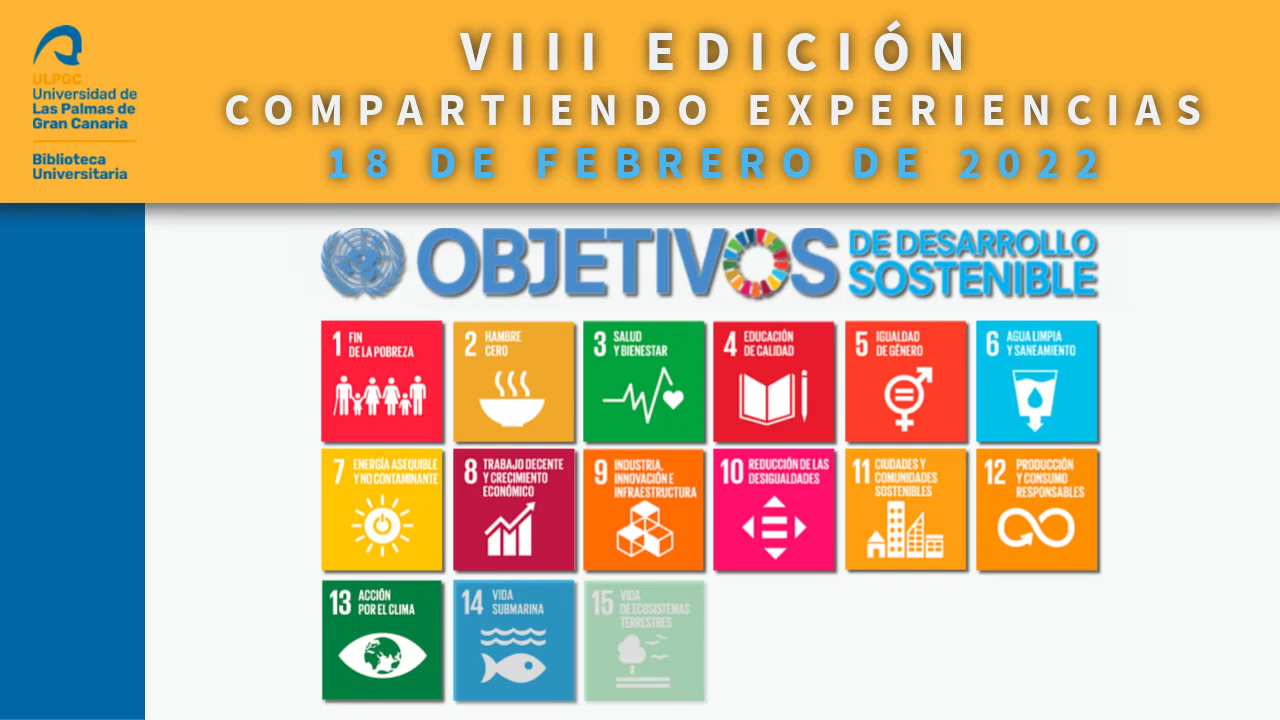 VIII EDICIÓN
COMPARTIENDO EXPERIENCIAS
18 DE FEBRERO DE 2022
ULPGC
Universidad de
Las Palmas de
Gran Canaria
Biblioteca
Universitaria
OBJETIVOS
DE DESARROLLO
SOSTENIBLE
1 FIN
DE LA POBREZA
2 HAMBRE
CERO
3 SALUD
Y BIENESTAR
4 EDUCACIÓN
DE CALIDAD
5 IGUALDAD
DE GÉNERO
6 AGUA LIMPIA
Y SANEAMIENTO
7 ENERGÍA ASEQUIBLE
Y NO CONTAMINANTE
8 TRABAJO DECENTE
Y CRECIMIENTO
ECONÓMICO
9 INDUSTRIA,
INNOVACIÓN E
INFRAESTRUCTURA
10 REDUCCIÓN DE LAS
DESIGUALDADES
11 CIUDADES Y
COMUNIDADES
SOSTENIBLES
12 PRODUCCIÓN
Y CONSUMO
RESPONSABLES
13 ACCIÓN
POR EL CLIMA
14 VIDA
SUBMARINA
15 VIDA
DE ECOSISTEMAS
TERRESTRES